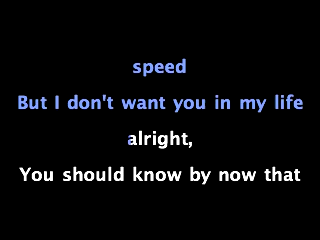 speed
But I don't want you in my life
alright,
You should know by now that